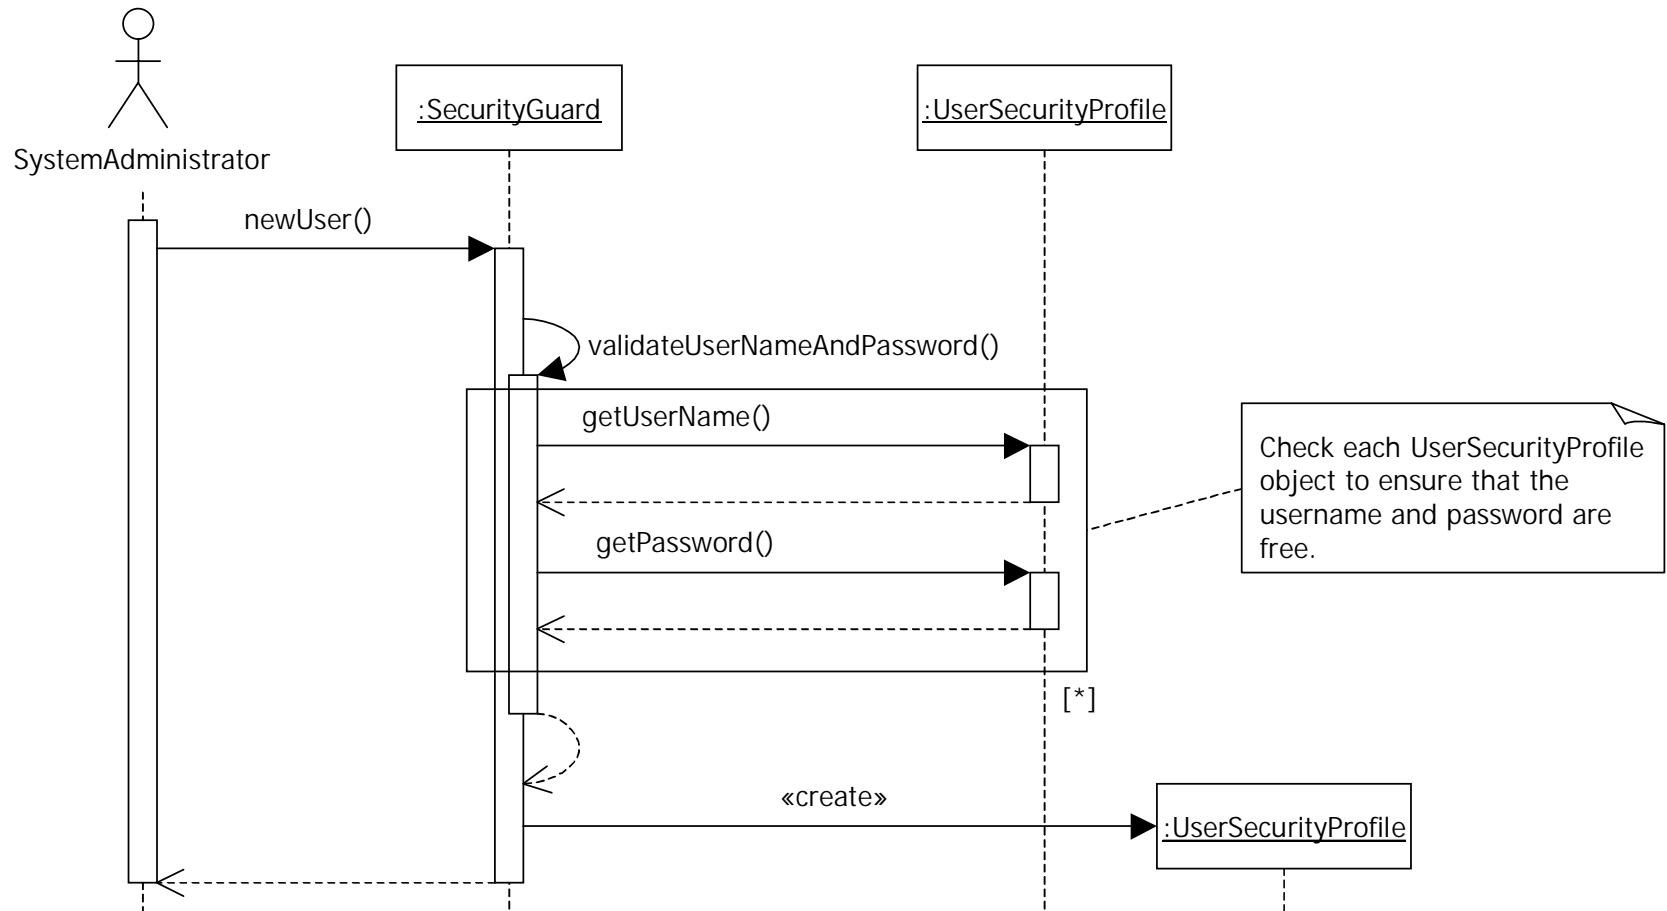 :SecurityGuard
:UserSecurityProfile
SystemAdministrator
newUser()
validateUserNameAndPassword()
getUserName()
Check each UserSecurityProfile
object to ensure that the
username and password are
free.
getPassword()
[*]
«create»
:UserSecurityProfile